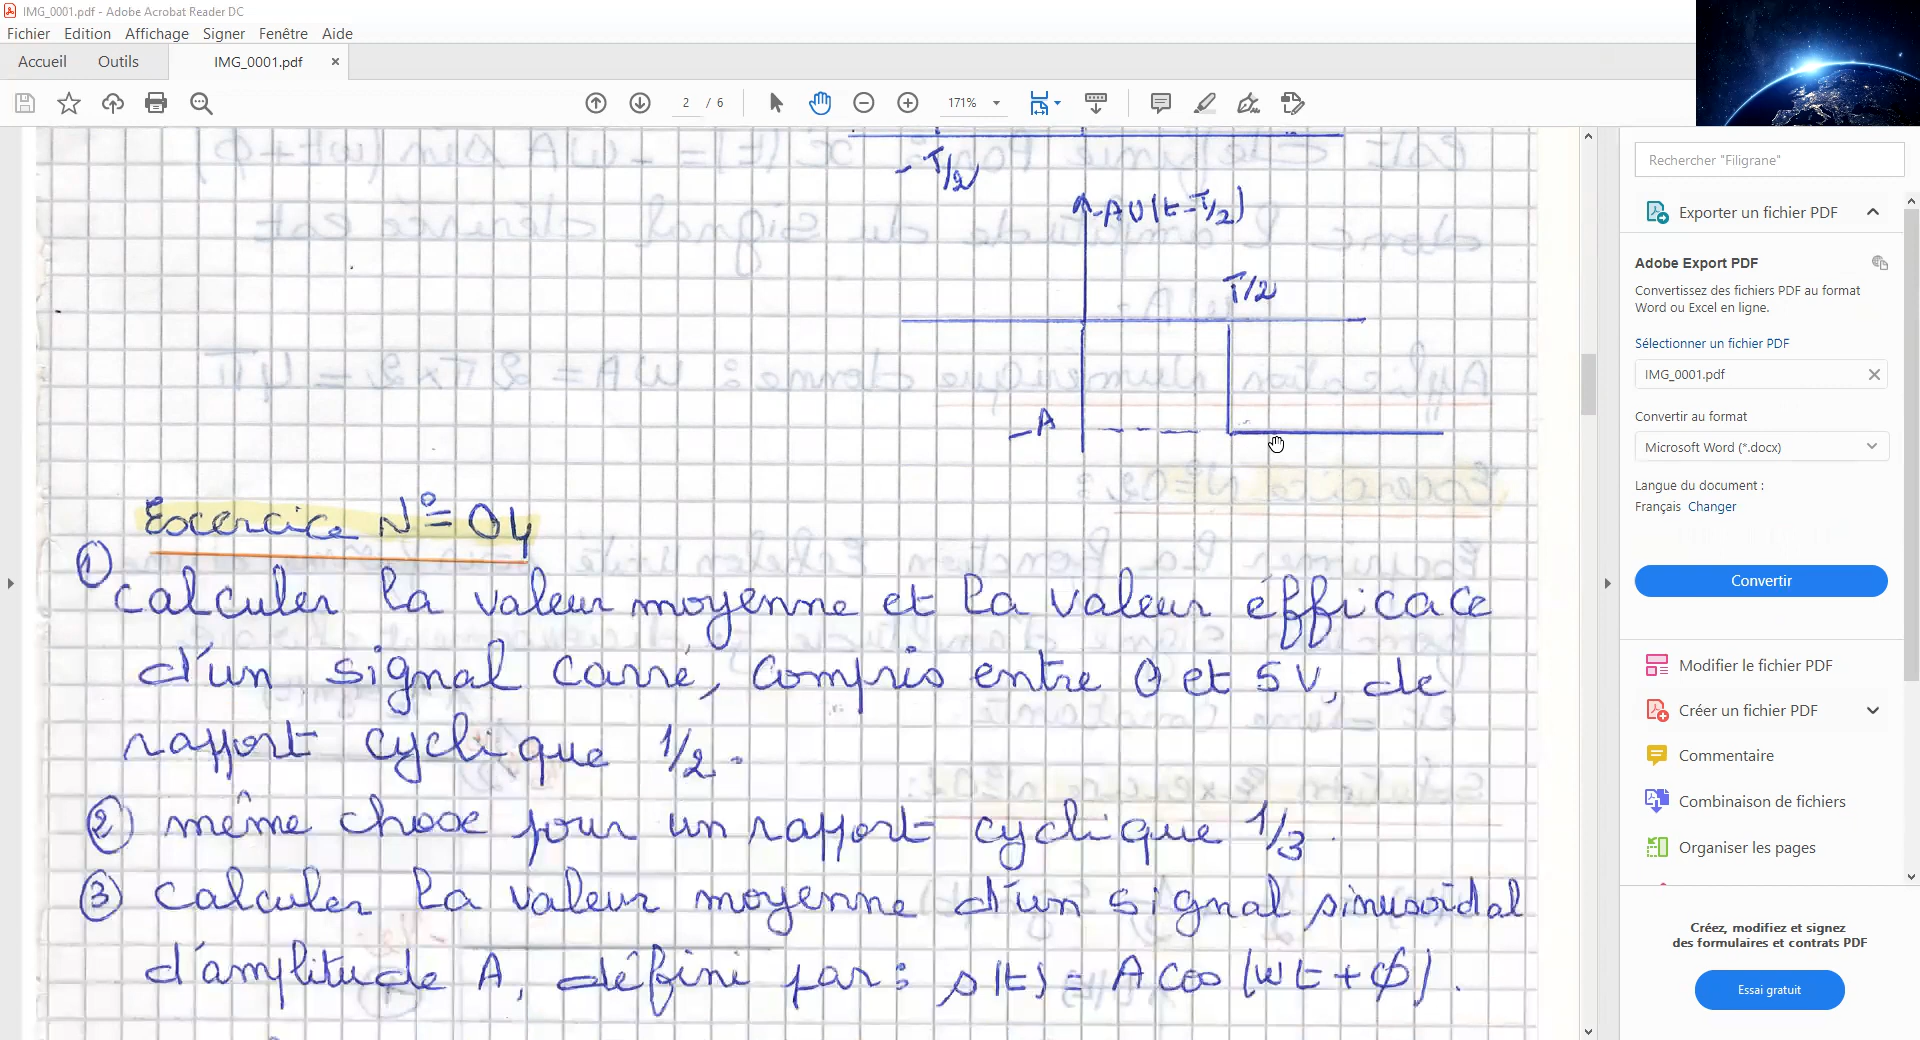 IMG_0001.pdf - Adobe Acrobat Reader DC
Fichier Edition Affichage Signer Fenêtre Aide
Accueil Outils IMG_0001.pdf ×
2 / 6 171%
- T/2
-AU(t-T/2)
T/2
-A
Excercice N°= 04
① calculer la valeur moyenne et la valeur éfficace
d'un signal carré, compris entre 0 et 5V, de
rapport cyclique 1/2.
② même chose pour un rapport cyclique 1/3.
③ calculer la valeur moyenne d'un signal sinusoïdal
d'amplitude A, défini par : s(t) = A cos (wt + φ).
Rechercher "Filigrane"
Exporter un fichier PDF
Adobe Export PDF
Convertissez des fichiers PDF au format
Word ou Excel en ligne.
Sélectionner un fichier PDF
IMG_0001.pdf
Convertir au format
Microsoft Word (*.docx)
Langue du document :
Français Changer
Convertir
Modifier le fichier PDF
Créer un fichier PDF
Commentaire
Combinaison de fichiers
Organiser les pages
Créez, modifiez et signez
des formulaires et contrats PDF
Essai gratuit